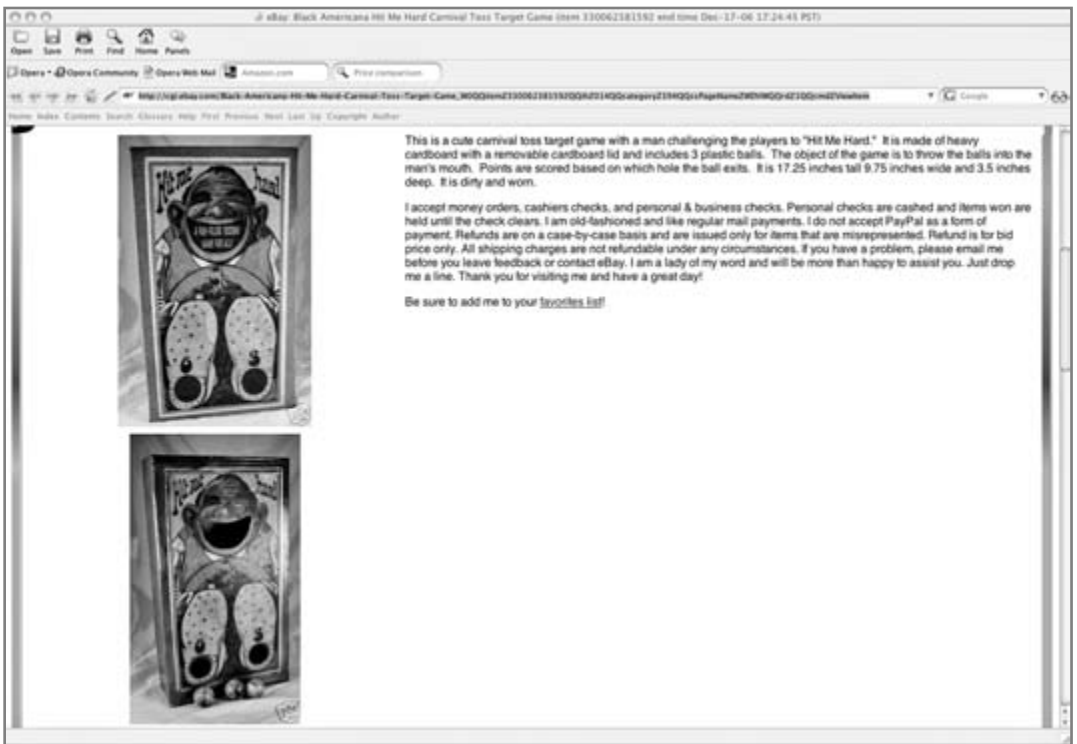 eBay: Black Americana Hit Me Hard Carnival Toss Target Game (item 330062381592 end time Dec-17-06 17:24:45 PST)
Open Save Print Find Home Panels
Opera Opera Community Opera Web Mail Amazon.com Price comparison
Google
Home Index Contents Search Glossary Help First Previous Next Last Up Copyright Author
This is a cute carnival toss target game with a man challenging the players to "Hit Me Hard." It is made of heavy
cardboard with a removable cardboard lid and includes 3 plastic balls. The object of the game is to throw the balls into the
man's mouth. Points are scored based on which hole the ball exits. It is 17.25 inches tall 9.75 inches wide and 3.5 inches
deep. It is dirty and worn.
I accept money orders, cashiers checks, and personal & business checks. Personal checks are cashed and items won are
held until the check clears. I am old-fashioned and like regular mail payments. I do not accept PayPal as a form of
payment. Refunds are on a case-by-case basis and are issued only for items that are misrepresented. Refund is for bid
price only. All shipping charges are not refundable under any circumstances. If you have a problem, please email me
before you leave feedback or contact eBay. I am a lady of my word and will be more than happy to assist you. Just drop
me a line. Thank you for visiting me and have a great day!
Be sure to add me to your favorites list!
Hit me hard
Hit me hard